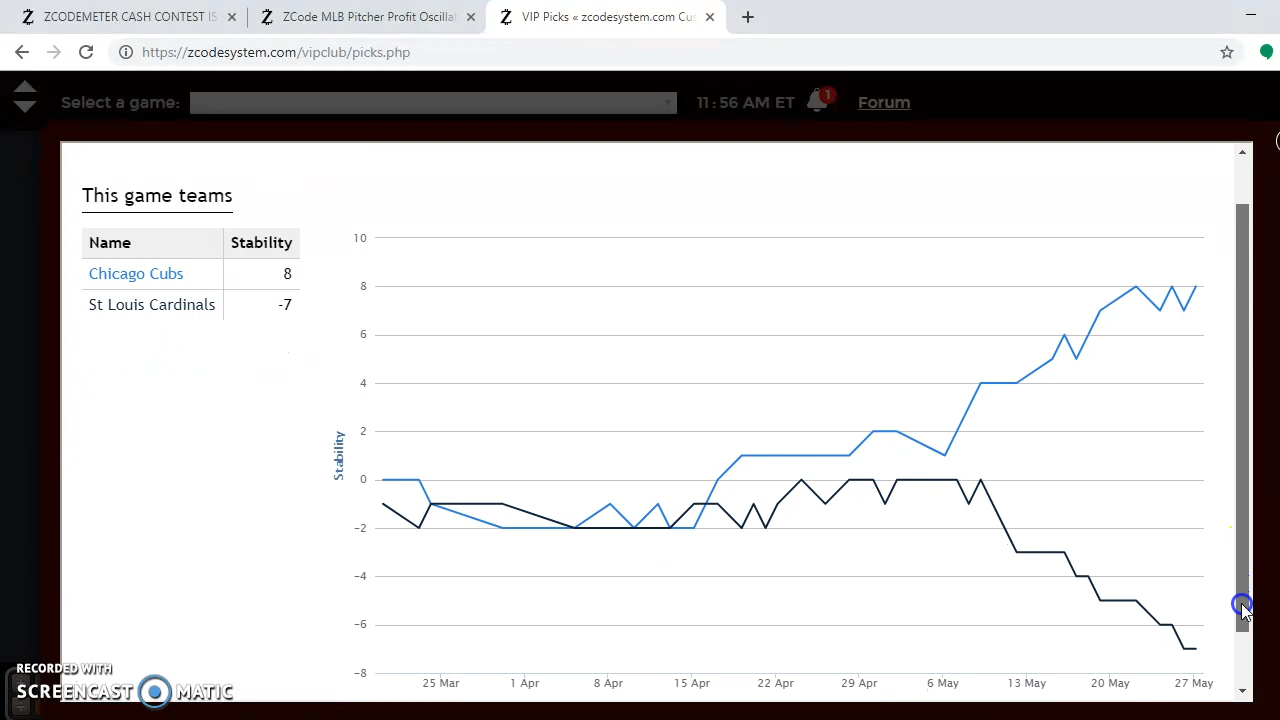 ZCODEMETER CASH CONTEST IS
ZCode MLB Pitcher Profit Oscillat
VIP Picks « zcodesystem.com Cus
https://zcodesystem.com/vipclub/picks.php
Select a game:
11:56 AM ET
1
Forum
This game teams
Name Stability
Chicago Cubs 8
St Louis Cardinals -7
10
8
6
4
2
0
−2
−4
−6
−8
Stability
25 Mar 1 Apr 8 Apr 15 Apr 22 Apr 29 Apr 6 May 13 May 20 May 27 May
RECORDED WITH
SCREENCAST MATIC